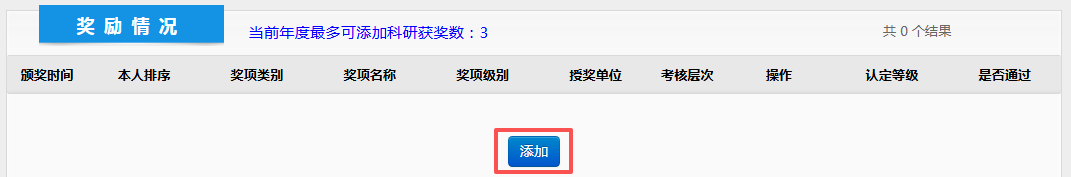 奖励情况 当前年度最多可添加科研获奖数：3 共 0 个结果
颁奖时间 本人排序 奖项类别 奖项名称 奖项级别 授奖单位 考核层次 操作 认定等级 是否通过
添加